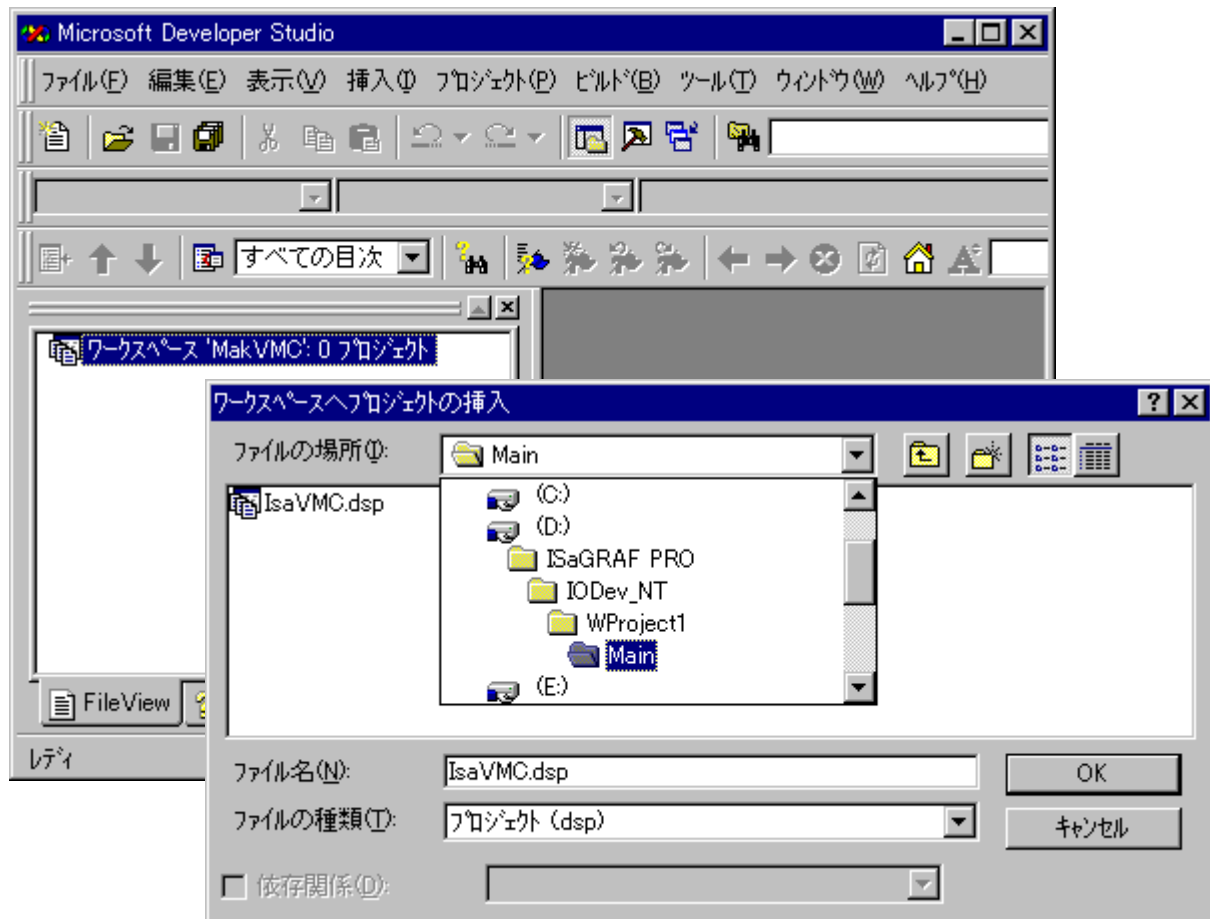 Microsoft Developer Studio
ファイル(F) 編集(E) 表示(V) 挿入(I) プロジェクト(P) ビルド(B) ツール(T) ウィンドウ(W) ヘルプ(H)
すべての目次
ワークスペース 'MakVMC': 0 プロジェクト
ワークスペースへプロジェクトの挿入
ファイルの場所(I):
Main
IsaVMC.dsp
(C:)
(D:)
ISaGRAF PRO
IODev_NT
WProject1
Main
(E:)
FileView
レディ
ファイル名(N):
IsaVMC.dsp
OK
ファイルの種類(T):
プロジェクト (dsp)
キャンセル
依存関係(D):